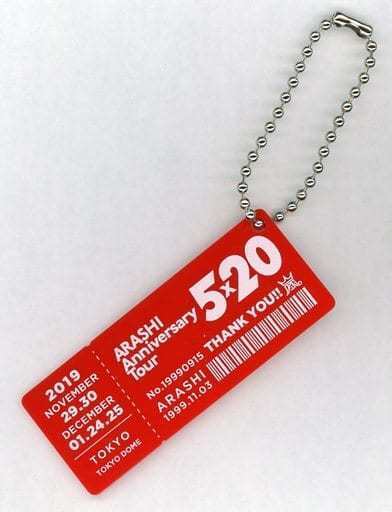 2019
NOVEMBER
29.30
DECEMBER
01.24.25
TOKYO
TOKYO DOME
ARASHI
Anniversary
Tour
5×20
No.19990915 THANK YOU!!
ARASHI
1999.11.03